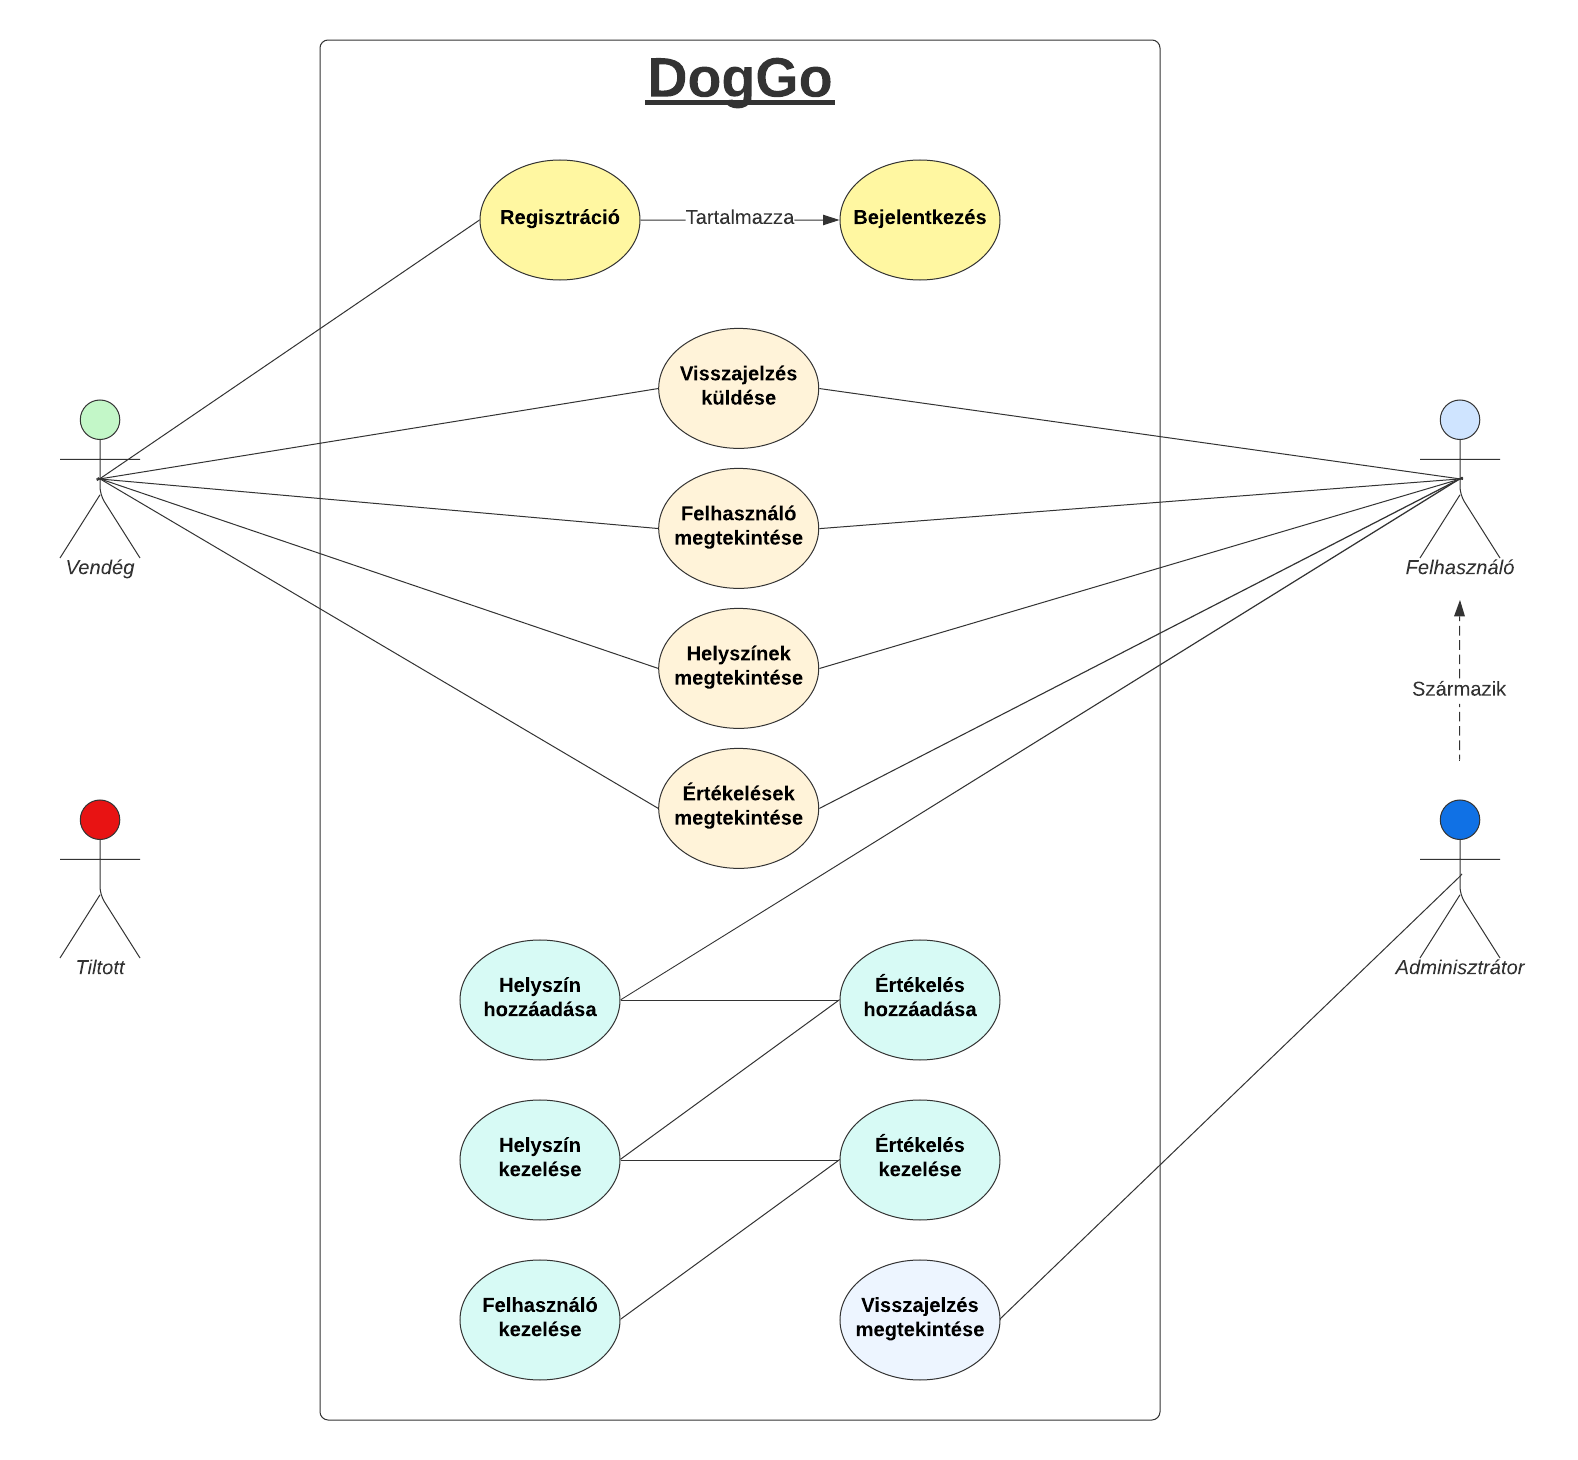 DogGo
Regisztráció
Tartalmazza
Bejelentkezés
Visszajelzés
küldése
Felhasználó
megtekintése
Vendég
Felhasználó
Helyszínek
megtekintése
Származik
Értékelések
megtekintése
Tiltott
Adminisztrátor
Helyszín
hozzáadása
Értékelés
hozzáadása
Helyszín
kezelése
Értékelés
kezelése
Felhasználó
kezelése
Visszajelzés
megtekintése